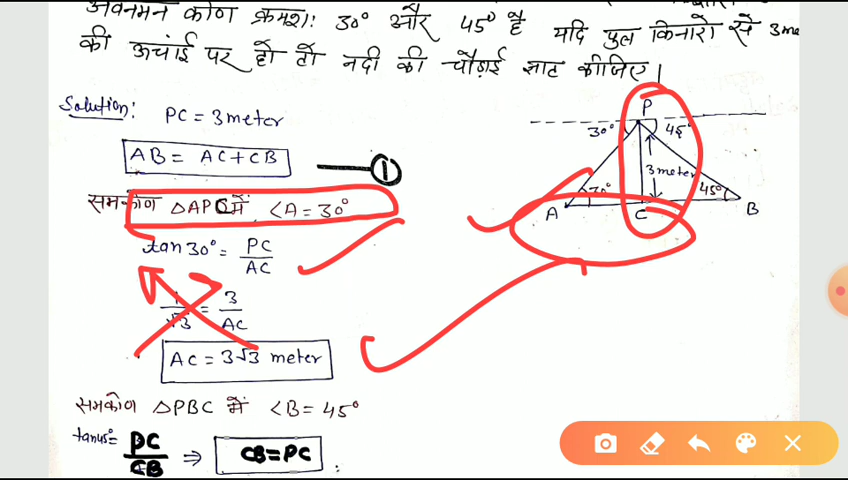 अवनमन कोण क्रमशः 30° और 45° है यदि पुल किनारो से 3me
की ऊचांई पर हो तो नदी की चौड़ाई ज्ञात कीजिए।
Solution: PC = 3 meter
AB = AC + CB ①
समकोण △APC में, ∠A = 30°
tan 30° = PC/AC
1/√3 = 3/AC
AC = 3√3 meter
समकोण △PBC में ∠B = 45°
tan45° = PC/CB ⇒ CB = PC
P
30° 45°
3 meter
30° 45°
A C B